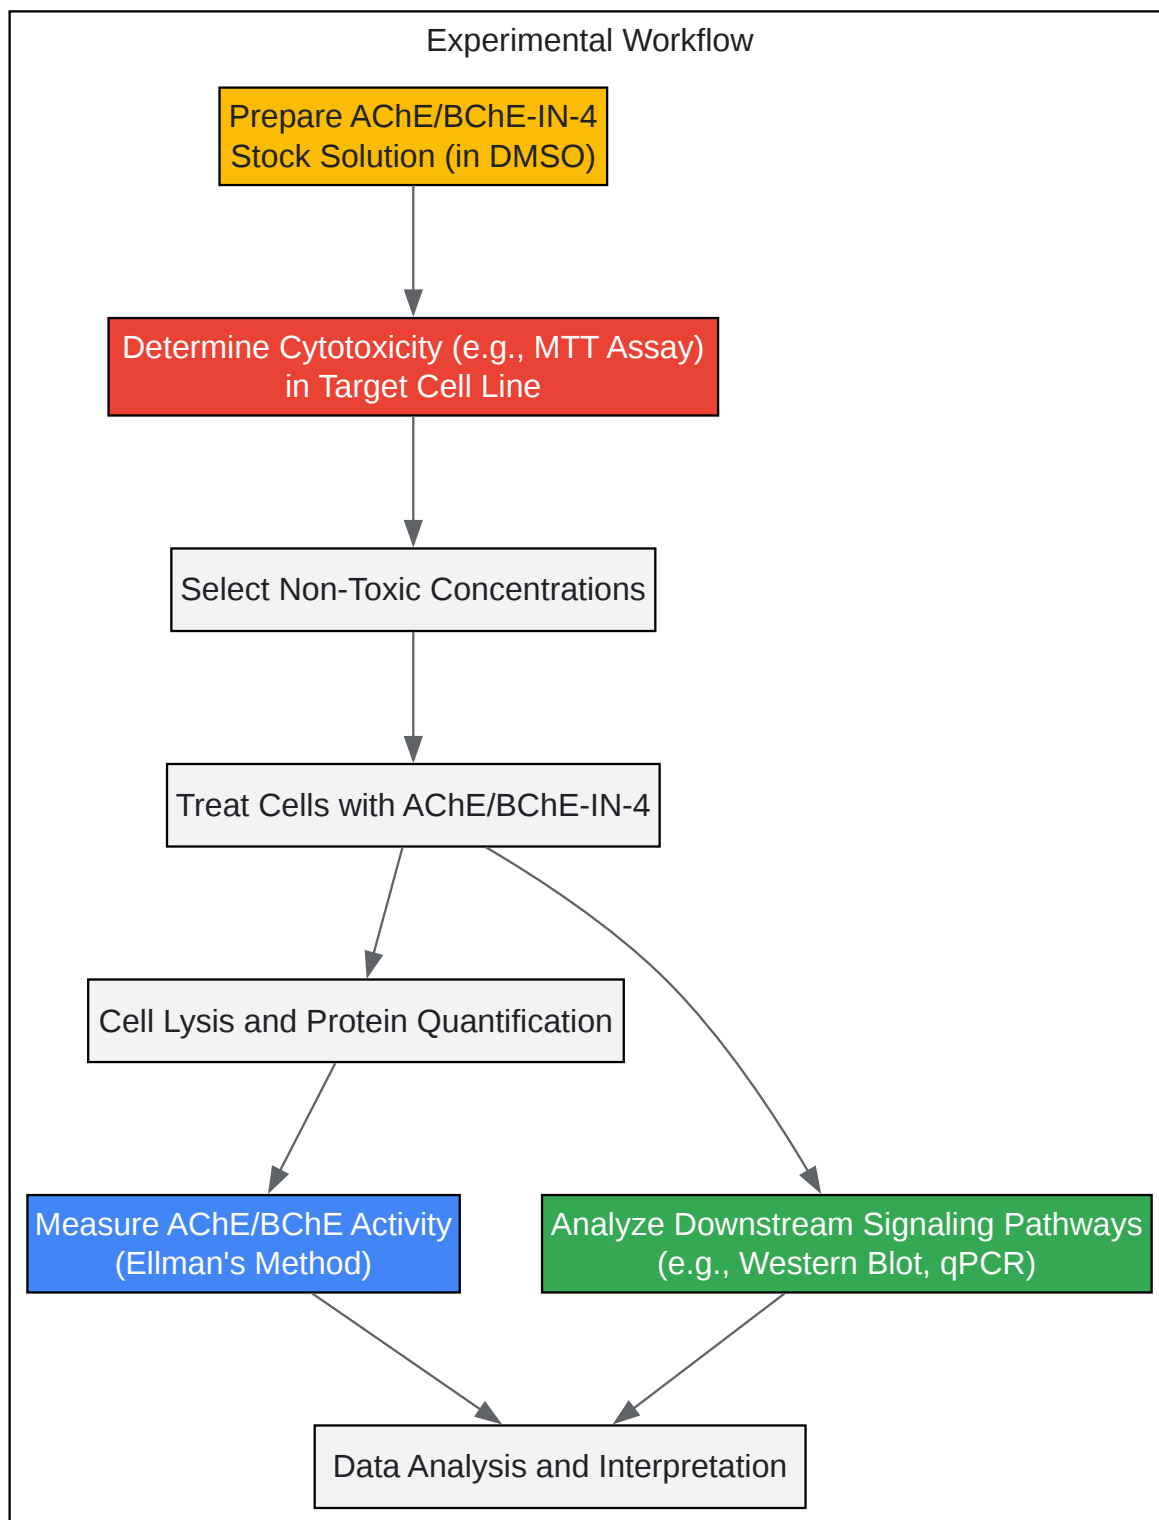 Experimental Workflow
Prepare AChE/BChE-IN-4
Stock Solution (in DMSO)
Determine Cytotoxicity (e.g., MTT Assay)
in Target Cell Line
Select Non-Toxic Concentrations
Treat Cells with AChE/BChE-IN-4
Cell Lysis and Protein Quantification
Measure AChE/BChE Activity
(Ellman's Method)
Analyze Downstream Signaling Pathways
(e.g., Western Blot, qPCR)
Data Analysis and Interpretation